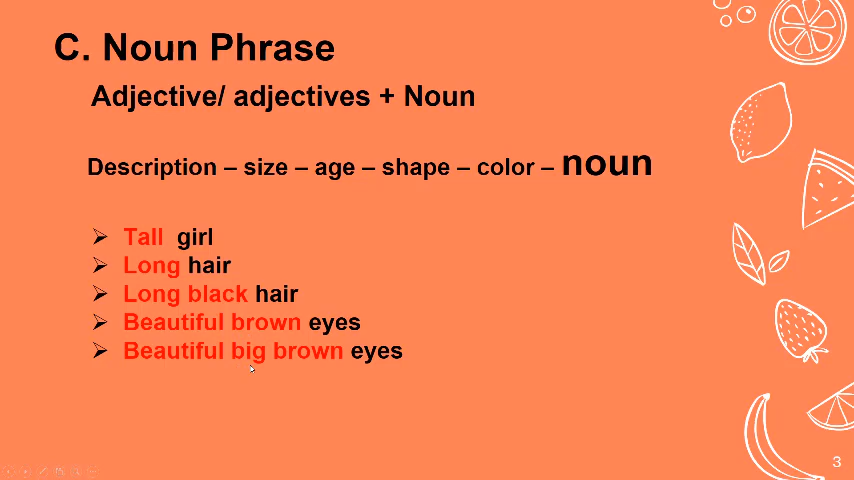 C. Noun Phrase
Adjective/ adjectives + Noun
Description – size – age – shape – color – noun
➢ Tall girl
➢ Long hair
➢ Long black hair
➢ Beautiful brown eyes
➢ Beautiful big brown eyes
3